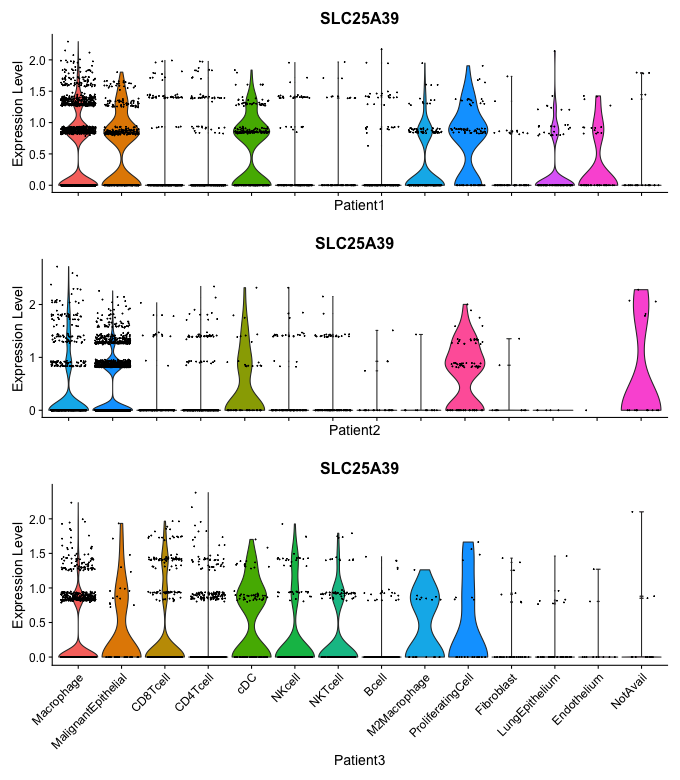 SLC25A39
Expression Level
2.0
1.5
1.0
0.5
0.0
Patient1
SLC25A39
Expression Level
2
1
0
Patient2
SLC25A39
Expression Level
2.0
1.5
1.0
0.5
0.0
Macrophage
MalignantEpithelial
CD8Tcell
CD4Tcell
cDC
NKcell
NKTcell
Bcell
M2Macrophage
ProliferatingCell
Fibroblast
LungEpithelium
Endothelium
NotAvail
Patient3